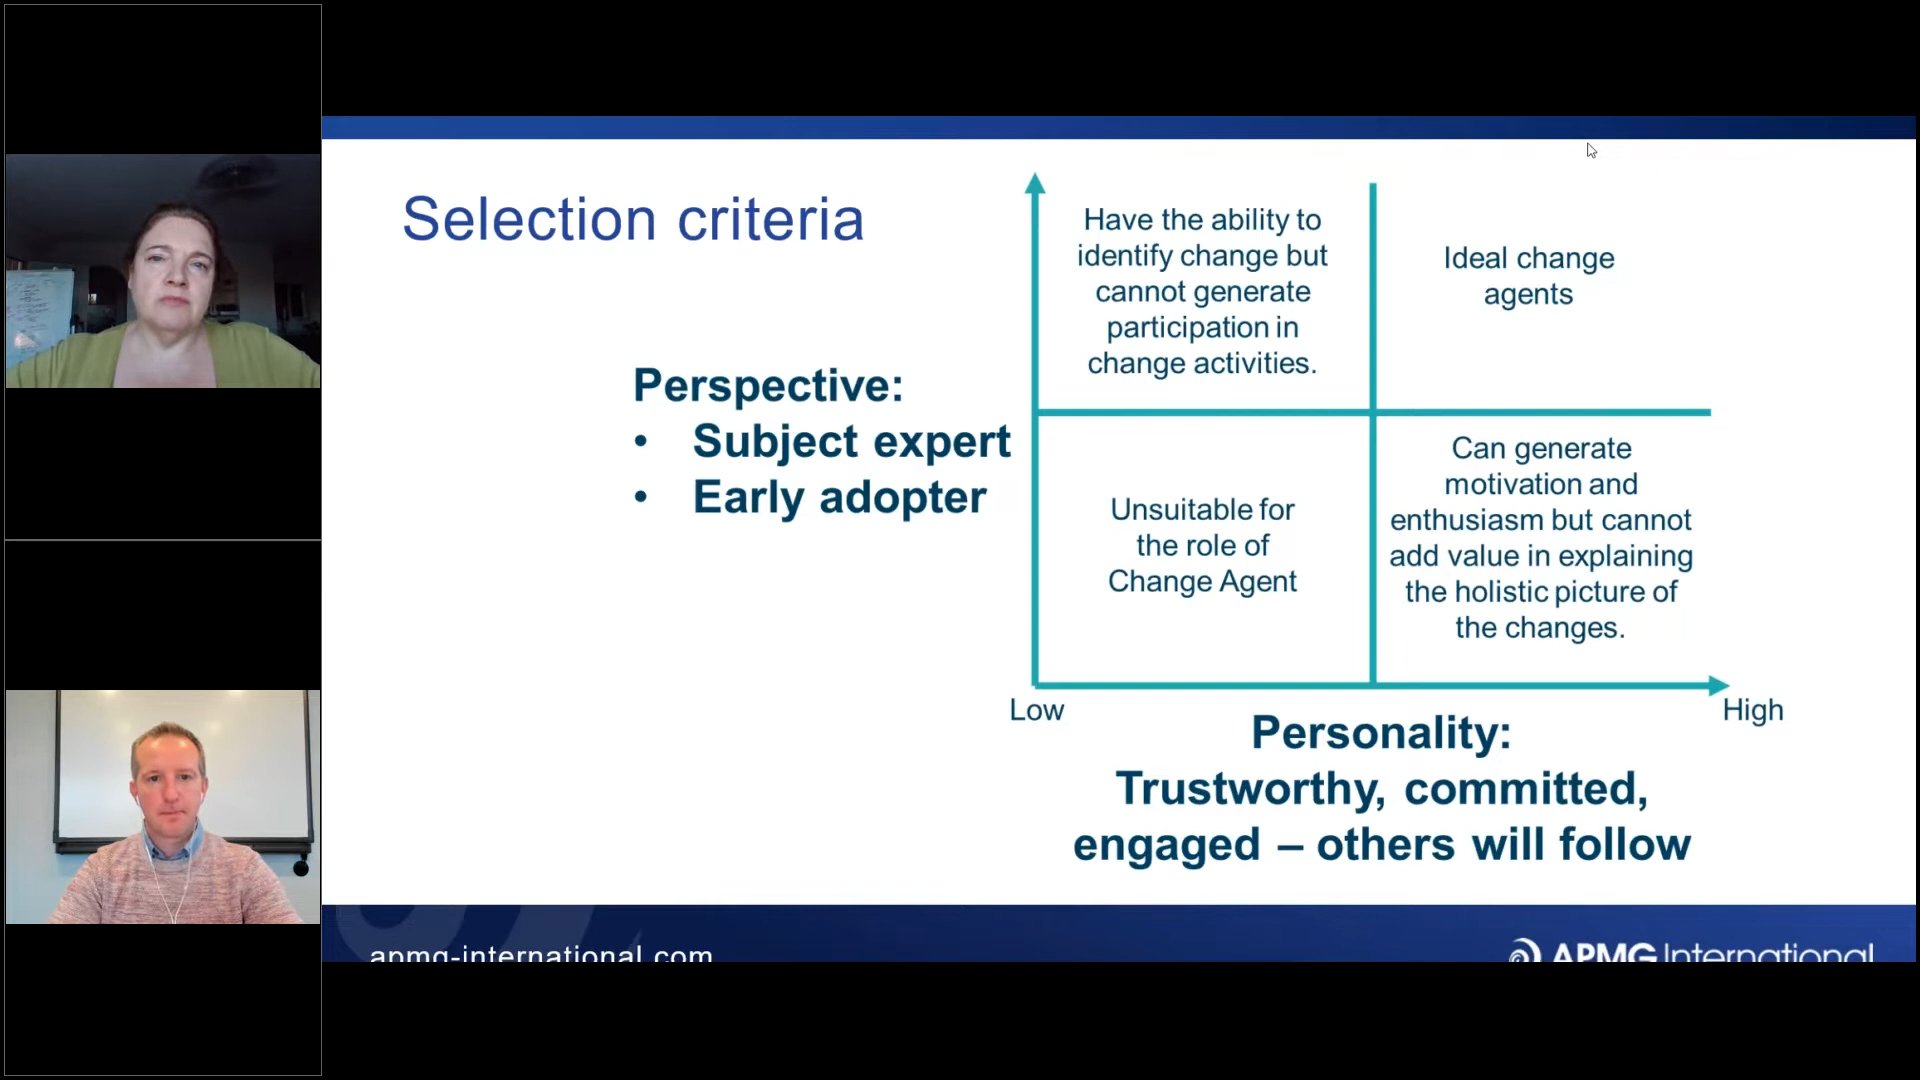 Selection criteria
Perspective:
• Subject expert
• Early adopter
Have the ability to
identify change but
cannot generate
participation in
change activities.
Ideal change
agents
Unsuitable for
the role of
Change Agent
Can generate
motivation and
enthusiasm but cannot
add value in explaining
the holistic picture of
the changes.
Low
High
Personality:
Trustworthy, committed,
engaged – others will follow
apmg-international.com
APMG International